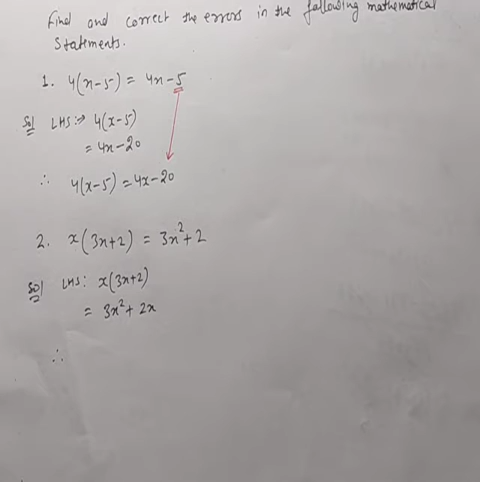 Find and correct the errors in the following mathematical
Statements.
1. 4(x-5) = 4x-5
Sol LHS:⇒ 4(x-5)
= 4x-20
∴ 4(x-5) = 4x-20
2. x(3x+2) = 3x²+2
Sol LHS: x(3x+2)
= 3x²+2x
∴